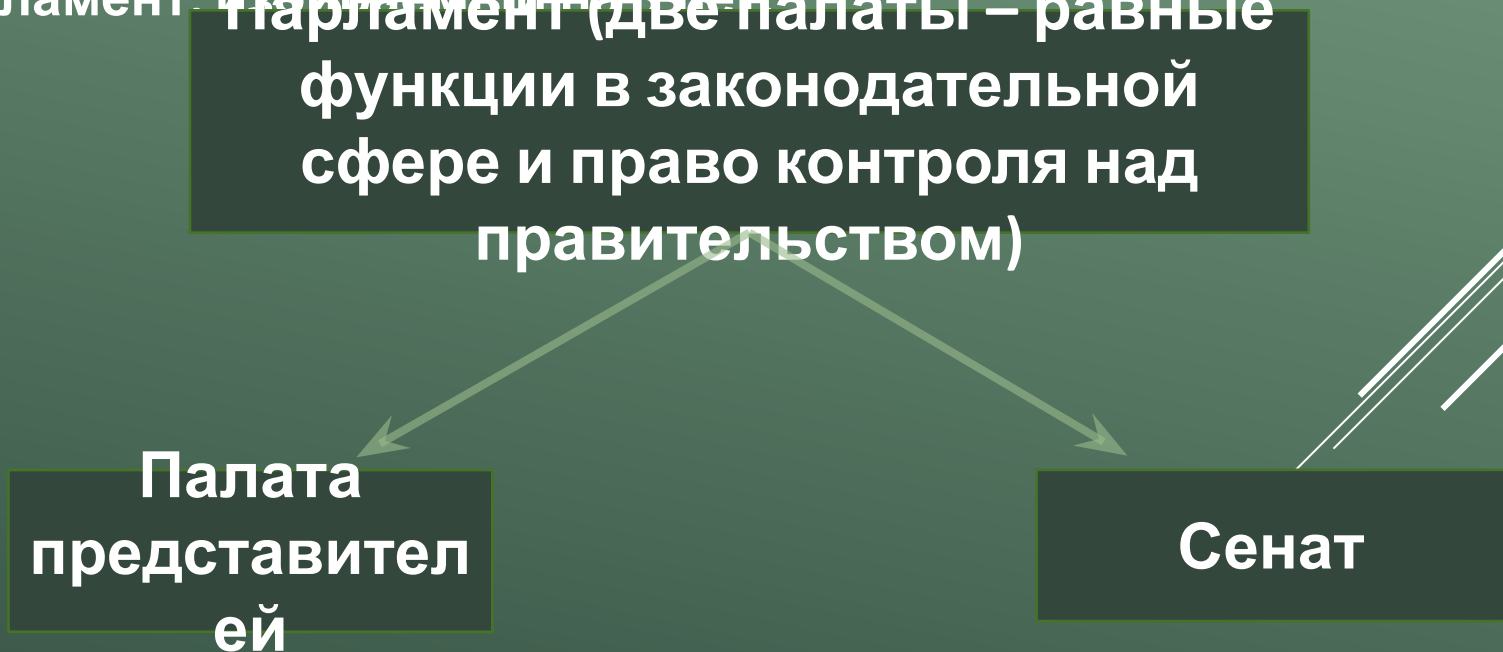 Парламент (две палаты – равные
функции в законодательной
сфере и право контроля над
правительством)
Палата
представител
ей
Сенат